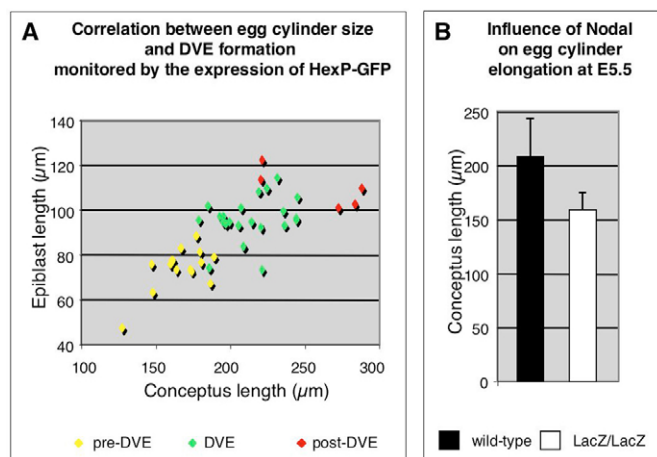 A
Correlation between egg cylinder size
and DVE formation
monitored by the expression of HexP-GFP
140
120
100
80
60
40
Epiblast length (µm)
100 150 200 250 300
Conceptus length (µm)
pre-DVE DVE post-DVE
B
Influence of Nodal
on egg cylinder
elongation at E5.5
250
200
150
100
50
0
Conceptus length (µm)
wild-type LacZ/LacZ